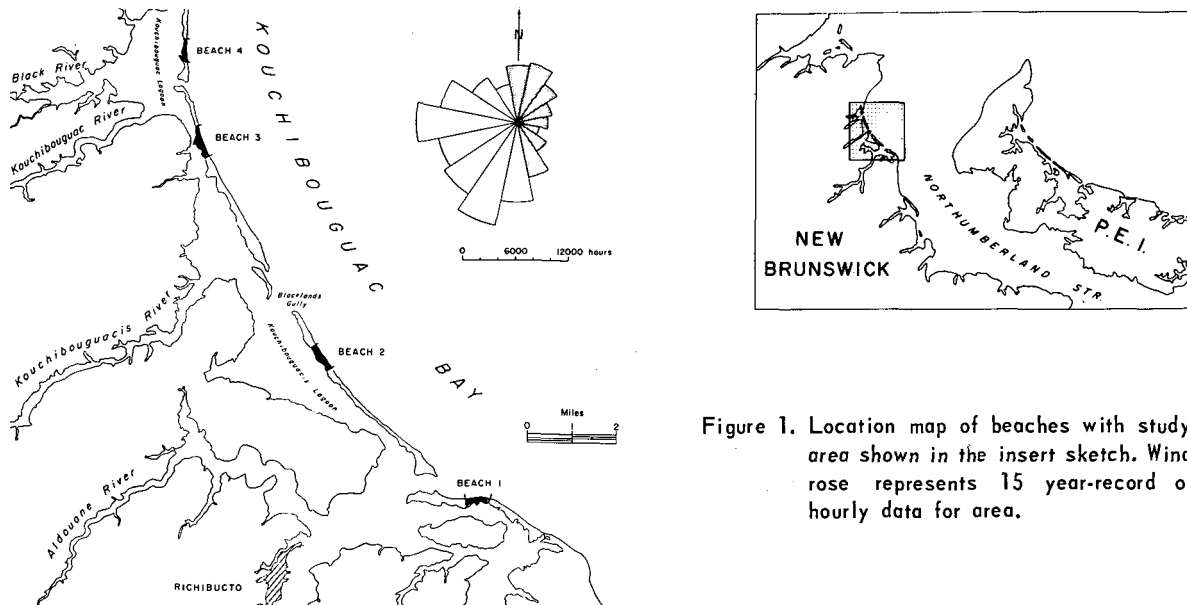 BEACH 4
KOUCHIBOUGUAC BAY
N
Black River
Kouchibouguac Lagoon
Kouchibouguac River
BEACH 3
0 6000 12000 hours
Kouchibouguacis River
Blacklands
Gully
BEACH 2
Kouchibouguacis Lagoon
Miles
0 1 2
Aldouane River
BEACH 1
RICHIBUCTO
NEW
BRUNSWICK
NORTHUMBERLAND STR.
P.E.I.
Figure 1. Location map of beaches with study
area shown in the insert sketch.
rose represents 15 year-record
hourly data for area.